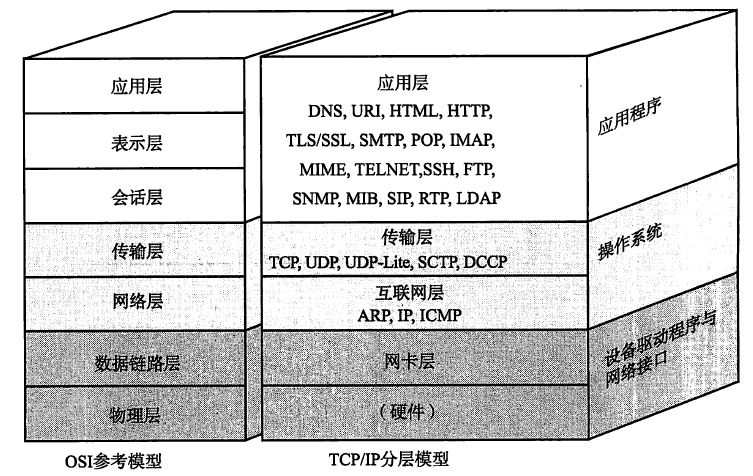 应用层
表示层
会话层
传输层
网络层
数据链路层
物理层
OSI参考模型
应用层
DNS, URI, HTML, HTTP,
TLS/SSL, SMTP, POP, IMAP,
MIME, TELNET,SSH, FTP,
SNMP, MIB, SIP, RTP, LDAP
传输层
TCP, UDP, UDP-Lite, SCTP, DCCP
互联网层
ARP, IP, ICMP
网卡层
（硬件）
TCP/IP分层模型
应用程序
操作系统
设备驱动程序与
网络接口